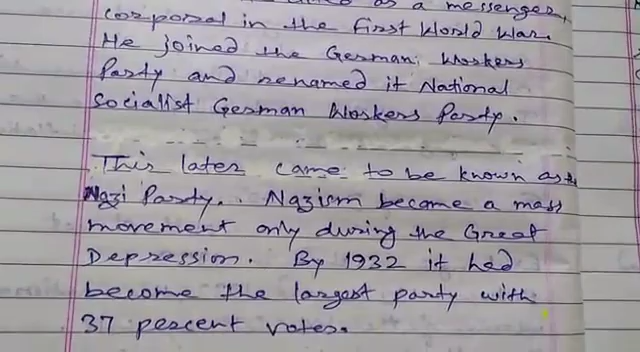 as a messenger,
corporal in the First World War.
He joined the German Workers
Party and renamed it National
Socialist German Workers Party.
This later came to be known as the
Nazi Party. Nazism became a mass
movement only during the Great
Depression. By 1932 it had
become the largest party with
37 percent votes.